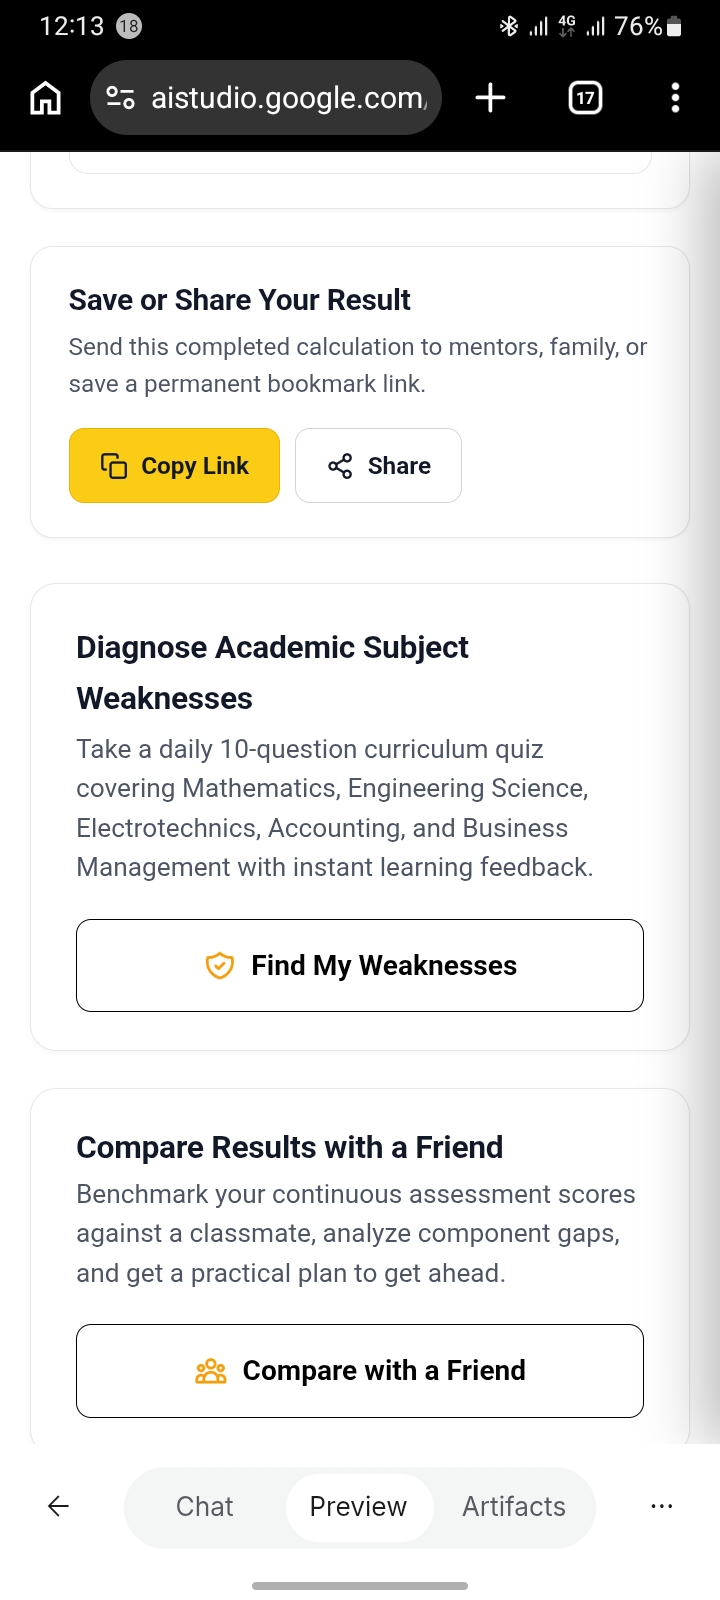 12:13 18 4G 76%
aistudio.google.com 17
Save or Share Your Result
Send this completed calculation to mentors, family, or
save a permanent bookmark link.
Copy Link Share
Diagnose Academic Subject
Weaknesses
Take a daily 10-question curriculum quiz
covering Mathematics, Engineering Science,
Electrotechnics, Accounting, and Business
Management with instant learning feedback.
Find My Weaknesses
Compare Results with a Friend
Benchmark your continuous assessment scores
against a classmate, analyze component gaps,
and get a practical plan to get ahead.
Compare with a Friend
Chat Preview Artifacts